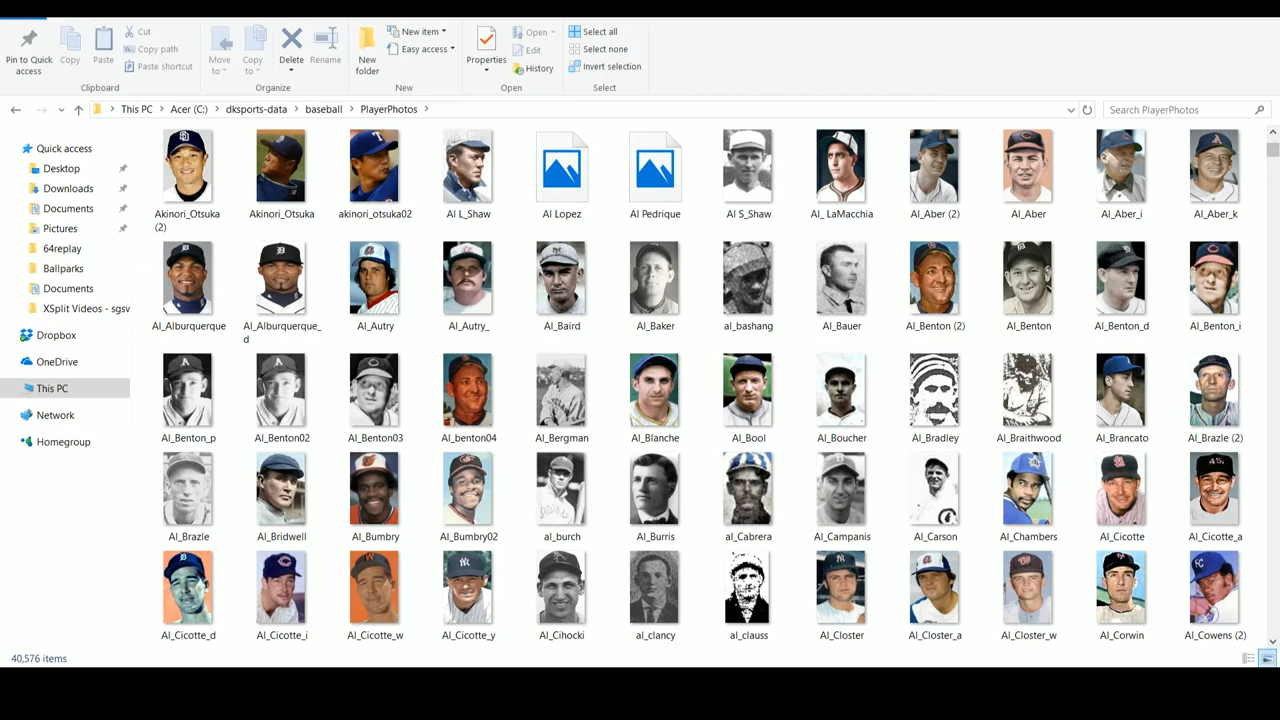 Pin to Quick access
Copy
Paste
Cut
Copy path
Paste shortcut
Clipboard
Move to
Copy to
Delete
Rename
Organize
New folder
New item
Easy access
New
Properties
Open
Edit
History
Open
Select all
Select none
Invert selection
Select
This PC > Acer (C:) > dksports-data > baseball > PlayerPhotos >
Search PlayerPhotos
Quick access
Desktop
Downloads
Documents
Pictures
64replay
Ballparks
Documents
XSplit Videos - sgsv
Dropbox
OneDrive
This PC
Network
Homegroup
Akinori_Otsuka (2)
Akinori_Otsuka
akinori_otsuka02
Al L_Shaw
Al Lopez
Al Pedrique
Al S_Shaw
Al_ LaMacchia
Al_Aber (2)
Al_Aber
Al_Aber_i
Al_Aber_k
Al_Alburquerque
Al_Alburquerque_d
Al_Autry
Al_Autry_
Al_Baird
Al_Baker
al_bashang
Al_Bauer
Al_Benton (2)
Al_Benton
Al_Benton_d
Al_Benton_i
Al_Benton_p
Al_Benton02
Al_Benton03
Al_benton04
Al_Bergman
Al_Blanche
Al_Bool
Al_Boucher
Al_Bradley
Al_Braithwood
Al_Brancato
Al_Brazle (2)
Al_Brazle
Al_Bridwell
Al_Bumbry
Al_Bumbry02
al_burch
Al_Burris
al_Cabrera
Al_Campanis
Al_Carson
Al_Chambers
Al_Cicotte
Al_Cicotte_a
Al_Cicotte_d
Al_Cicotte_i
Al_Cicotte_w
Al_Cicotte_y
Al_Cihocki
al_clancy
al_clauss
Al_Closter
Al_Closter_a
Al_Closter_w
Al_Corwin
Al_Cowens (2)
40,576 items